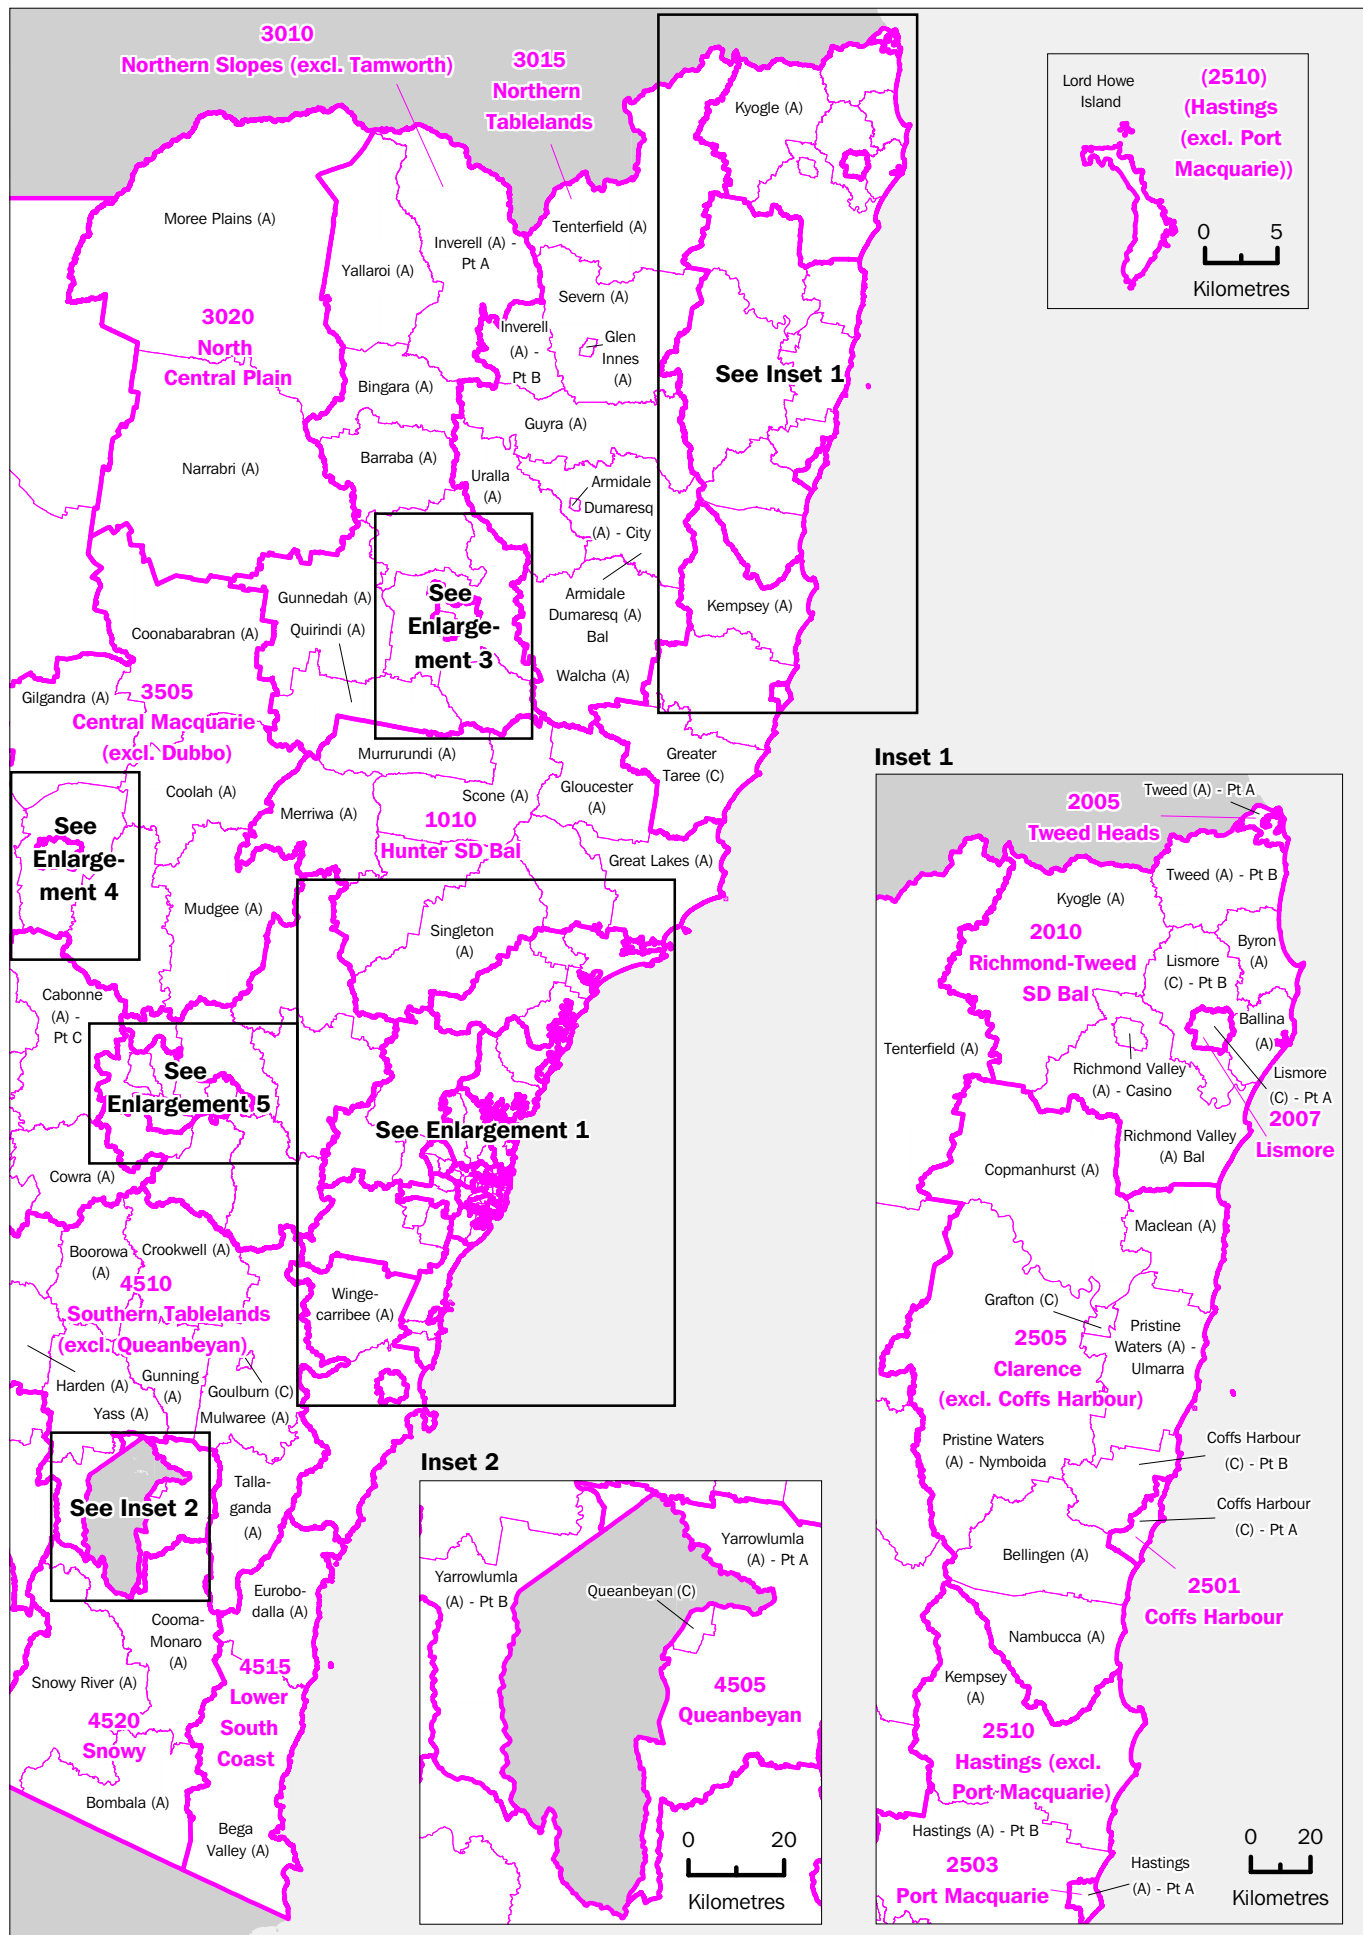 3010
Northern Slopes (excl. Tamworth)
3015
Northern
Tablelands
Kyogle (A)
Lord Howe
Island
(2510)
(Hastings
(excl. Port
Macquarie))
0 5
Kilometres
Moree Plains (A)
Yallaroi (A)
Inverell (A) -
Pt A
Tenterfield (A)
Severn (A)
3020
North
Central Plain
Inverell
(A) -
Pt B
Glen
Innes
(A)
See Inset 1
Bingara (A)
Guyra (A)
Narrabri (A)
Barraba (A)
Uralla
(A)
Armidale
Dumaresq
(A) - City
Gunnedah (A)
Quirindi (A)
Coonabarabran (A)
See
Enlarge-
ment 3
Armidale
Dumaresq (A)
Bal
Kempsey (A)
Walcha (A)
Gilgandra (A)
3505
Central Macquarie
(excl. Dubbo)
Murrurundi (A)
Greater
Taree (C)
Coolah (A)
Merriwa (A)
Scone (A)
Gloucester
(A)
1010
Hunter SD Bal
Great Lakes (A)
See
Enlarge-
ment 4
Mudgee (A)
Singleton
(A)
Cabonne
(A) -
Pt C
See
Enlargement 5
See Enlargement 1
Cowra (A)
Boorowa
(A)
Crookwell (A)
4510
Southern Tablelands
(excl. Queanbeyan)
Winge-
carribee (A)
Harden (A)
Gunning
(A)
Goulburn (C)
Yass (A)
Mulwaree (A)
See Inset 2
Talla-
ganda
(A)
Eurobo-
dalla (A)
Cooma-
Monaro
(A)
Snowy River (A)
4515
Lower
South
Coast
4520
Snowy
Bombala (A)
Bega
Valley (A)
Inset 2
Yarrowlumla
(A) - Pt B
Yarrowlumla
(A) - Pt A
Queanbeyan (C)
4505
Queanbeyan
0 20
Kilometres
Inset 1
Tweed (A) - Pt A
2005
Tweed Heads
Tweed (A) - Pt B
Kyogle (A)
2010
Richmond-Tweed
SD Bal
Byron
(A)
Lismore
(C) - Pt B
Ballina
(A)
Tenterfield (A)
Richmond Valley
(A) - Casino
Lismore
(C) - Pt A
2007
Lismore
Richmond Valley
(A) Bal
Copmanhurst (A)
Maclean (A)
Grafton (C)
2505
Clarence
(excl. Coffs Harbour)
Pristine
Waters (A) -
Ulmarra
Pristine Waters
(A) - Nymboida
Coffs Harbour
(C) - Pt B
Coffs Harbour
(C) - Pt A
Bellingen (A)
2501
Coffs Harbour
Nambucca (A)
Kempsey
(A)
2510
Hastings (excl.
Port Macquarie)
Hastings (A) - Pt B
2503
Port Macquarie
Hastings
(A) - Pt A
0 20
Kilometres